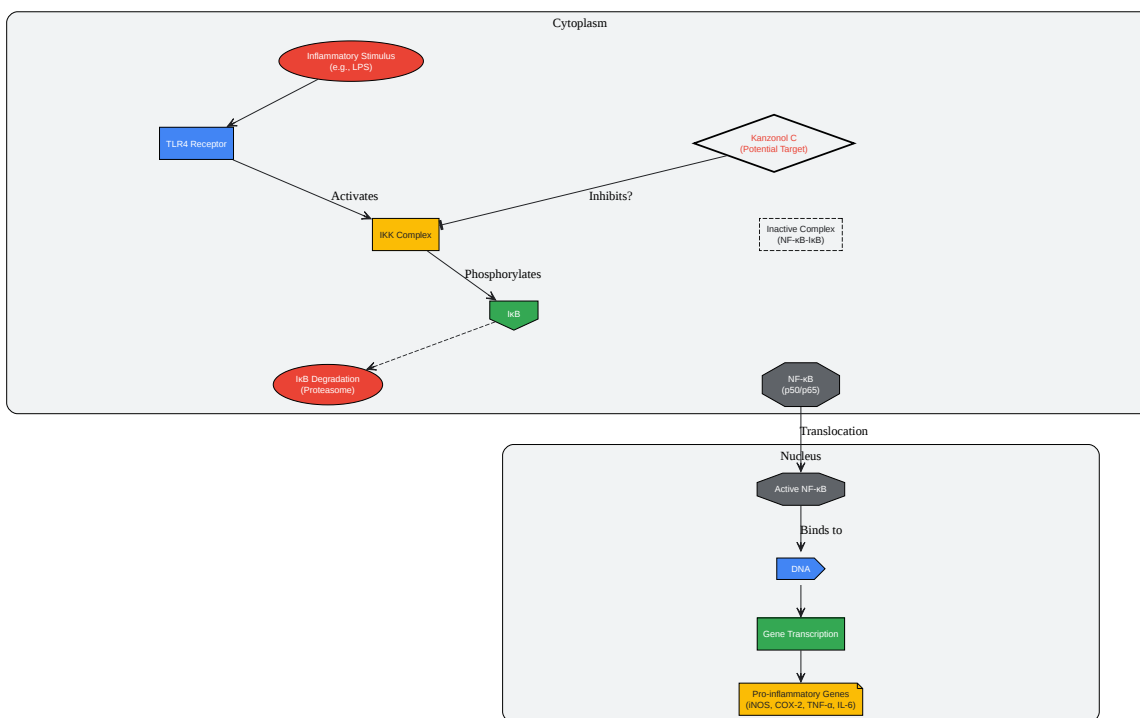 Cytoplasm
Inflammatory Stimulus
(e.g., LPS)
TLR4 Receptor
Kanzonol C
(Potential Target)
Activates
Inhibits?
IKK Complex
Inactive Complex
(NF-κB-IκB)
Phosphorylates
IκB
IκB Degradation
(Proteasome)
NF-κB
(p50/p65)
Translocation
Nucleus
Active NF-κB
Binds to
DNA
Gene Transcription
Pro-inflammatory Genes
(iNOS, COX-2, TNF-α, IL-6)